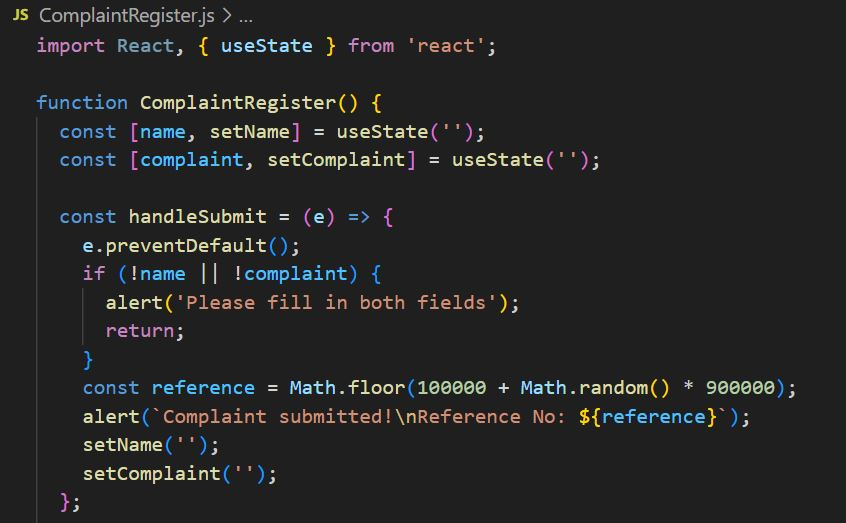 JS ComplaintRegister.js > ...
import React, { useState } from 'react';
function ComplaintRegister() {
const [name, setName] = useState('');
const [complaint, setComplaint] = useState('');
const handleSubmit = (e) => {
e.preventDefault();
if (!name || !complaint) {
alert('Please fill in both fields');
return;
}
const reference = Math.floor(100000 + Math.random() * 900000);
alert(`Complaint submitted!\nReference No: ${reference}`);
setName('');
setComplaint('');
};